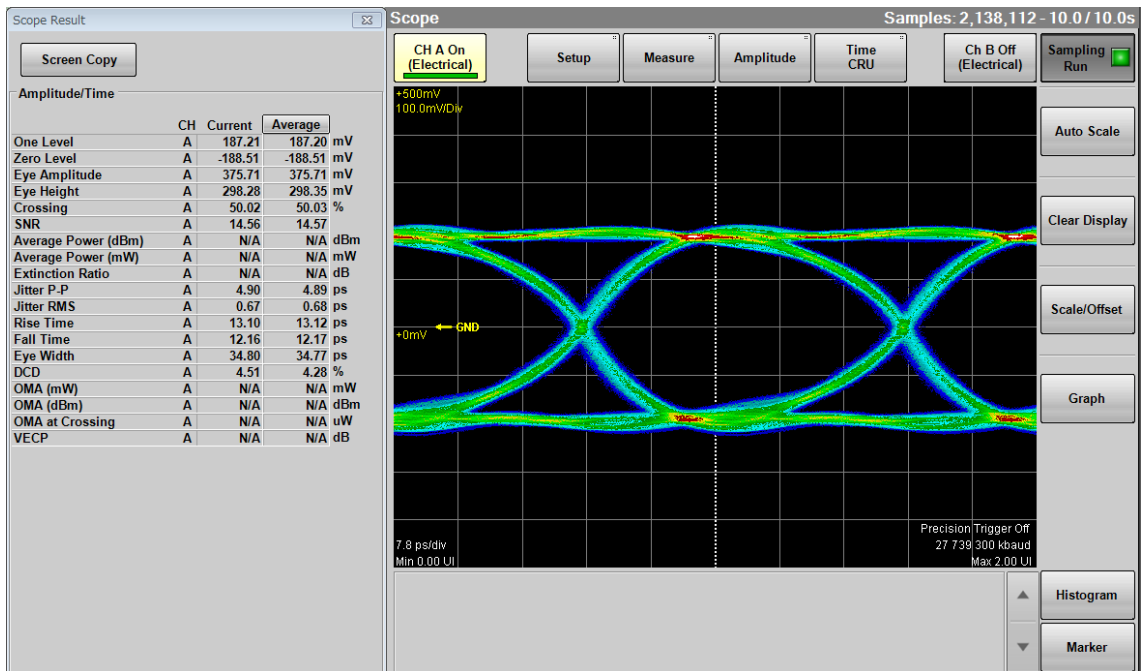 Scope Result
Screen Copy
Amplitude/Time
CH Current Average
One Level A 187.21 187.20 mV
Zero Level A -188.51 -188.51 mV
Eye Amplitude A 375.71 375.71 mV
Eye Height A 298.28 298.35 mV
Crossing A 50.02 50.03 %
SNR A 14.56 14.57
Average Power (dBm) A N/A N/A dBm
Average Power (mW) A N/A N/A mW
Extinction Ratio A N/A N/A dB
Jitter P-P A 4.90 4.89 ps
Jitter RMS A 0.67 0.68 ps
Rise Time A 13.10 13.12 ps
Fall Time A 12.16 12.17 ps
Eye Width A 34.80 34.77 ps
DCD A 4.51 4.28 %
OMA (mW) A N/A N/A mW
OMA (dBm) A N/A N/A dBm
OMA at Crossing A N/A N/A uW
VECP A N/A N/A dB
Scope Samples: 2,138,112 - 10.0 / 10.0s
CH A On
(Electrical)
Setup
Measure
Amplitude
Time
CRU
Ch B Off
(Electrical)
Sampling
Run
+500mV
100.0mV/Div
+0mV
GND
7.8 ps/div
Min 0.00 UI
Precision Trigger Off
27 739 300 kbaud
Max 2.00 UI
Auto Scale
Clear Display
Scale/Offset
Graph
Histogram
Marker